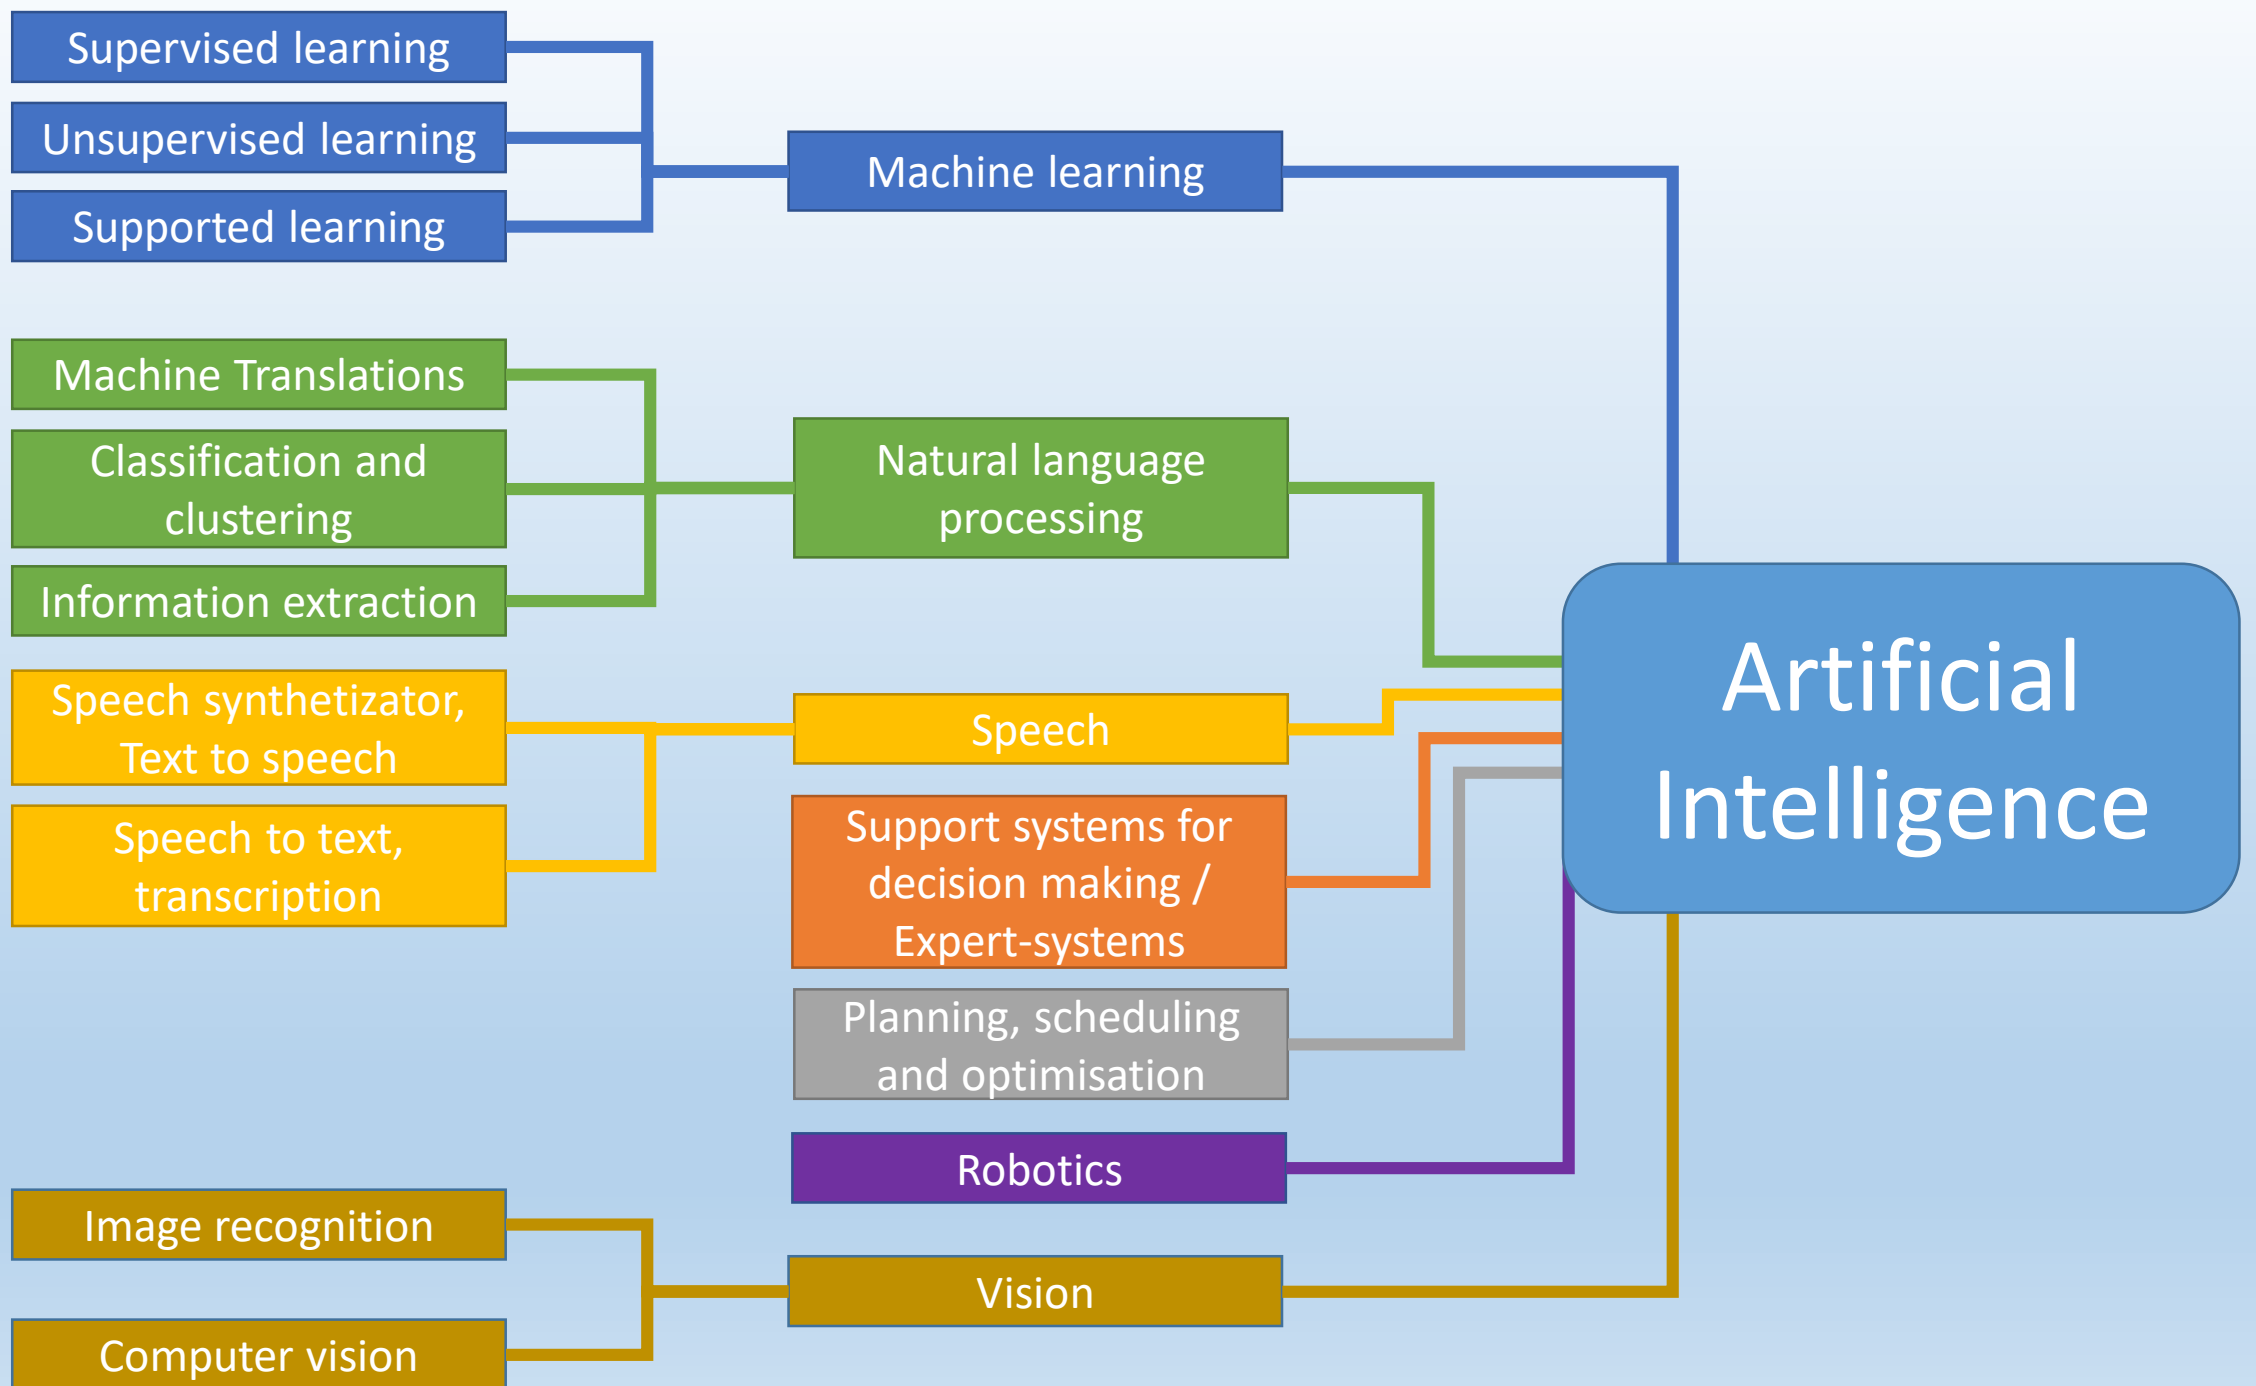 Supervised learning
Unsupervised learning
Supported learning
Machine learning
Machine Translations
Classification and
clustering
Information extraction
Natural language
processing
Speech synthetizator,
Text to speech
Speech to text,
transcription
Speech
Support systems for
decision making /
Expert-systems
Planning, scheduling
and optimisation
Robotics
Image recognition
Computer vision
Vision
Artificial
Intelligence